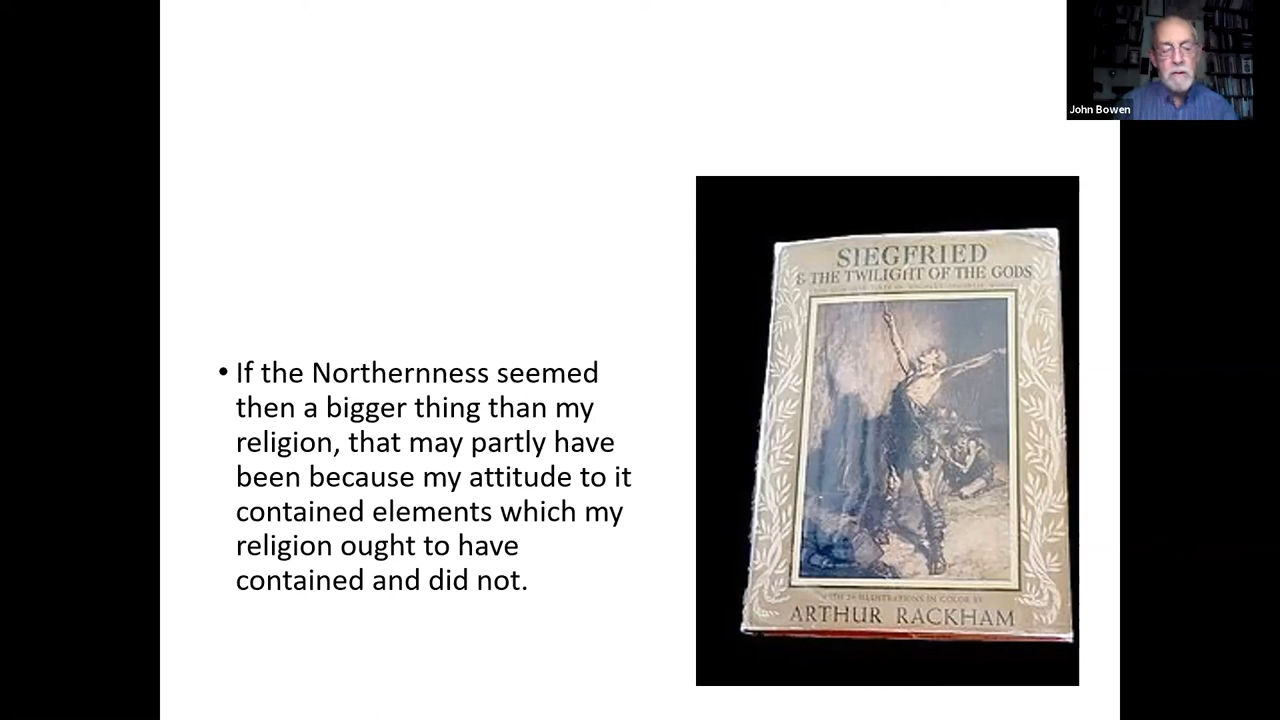 John Bowen
• If the Northernness seemed
then a bigger thing than my
religion, that may partly have
been because my attitude to it
contained elements which my
religion ought to have
contained and did not.
SIEGFRIED
& THE TWILIGHT OF THE GODS
WITH ILLUSTRATIONS IN COLOR BY
ARTHUR RACKHAM